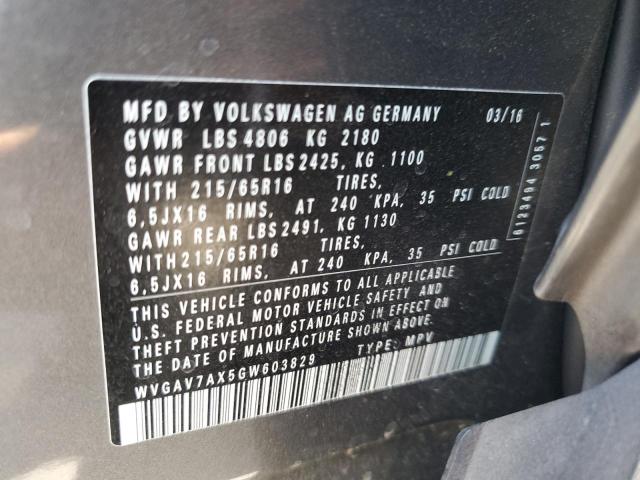 MFD BY VOLKSWAGEN AG GERMANY 03/16
GVWR LBS 4806 KG 2180
GAWR FRONT LBS 2425, KG .1100
WITH 215/65R16 TIRES,
6,5JX16 RIMS, AT 240 KPA, 35 PSI COLD
GAWR REAR LBS 2491, KG 1130
WITH 215/65R16 TIRES,
6,5JX16 RIMS, AT 240 KPA, 35 PSI COLD
THIS VEHICLE CONFORMS TO ALL APPLICABLE
U.S. FEDERAL MOTOR VEHICLE SAFETY AND
THEFT PREVENTION STANDARDS IN EFFECT ON
THE DATE OF MANUFACTURE SHOWN ABOVE.
WVGAV7AX5GW603829 TYPE: MPV
0123494 30571